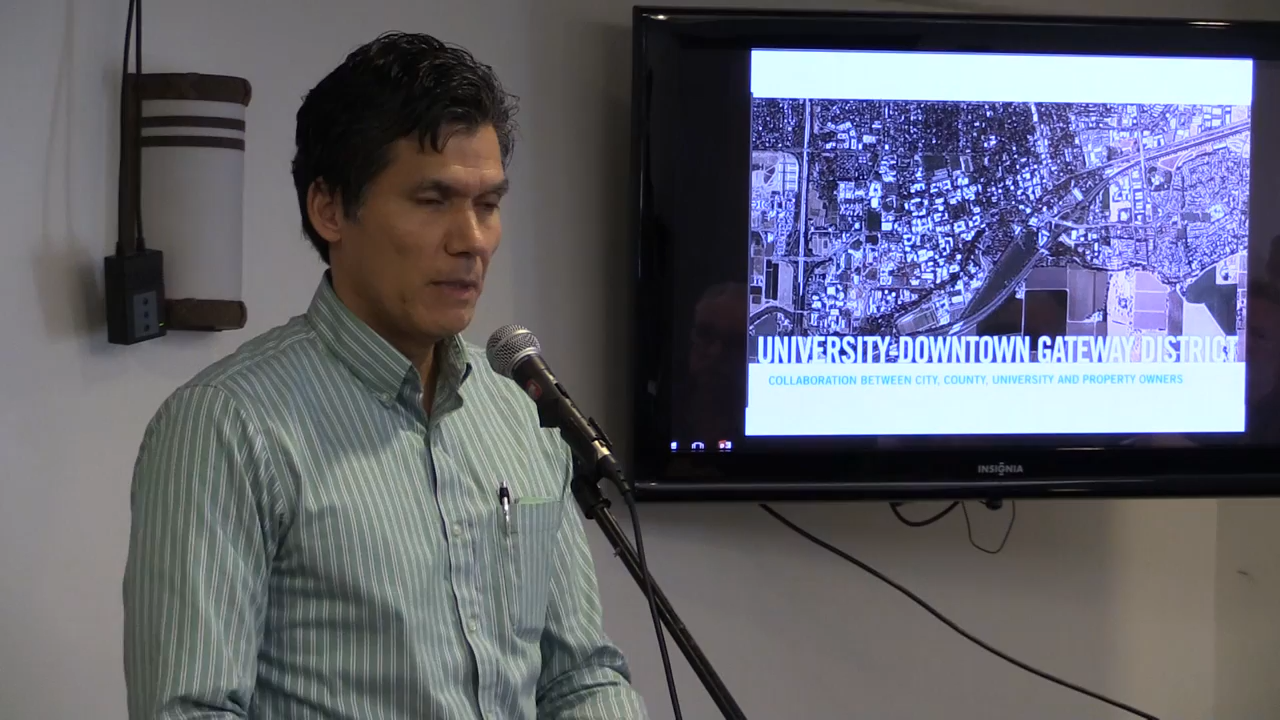 UNIVERSITY DOWNTOWN GATEWAY DISTRICT
COLLABORATION BETWEEN CITY, COUNTY, UNIVERSITY AND PROPERTY OWNERS
INSIGNIA